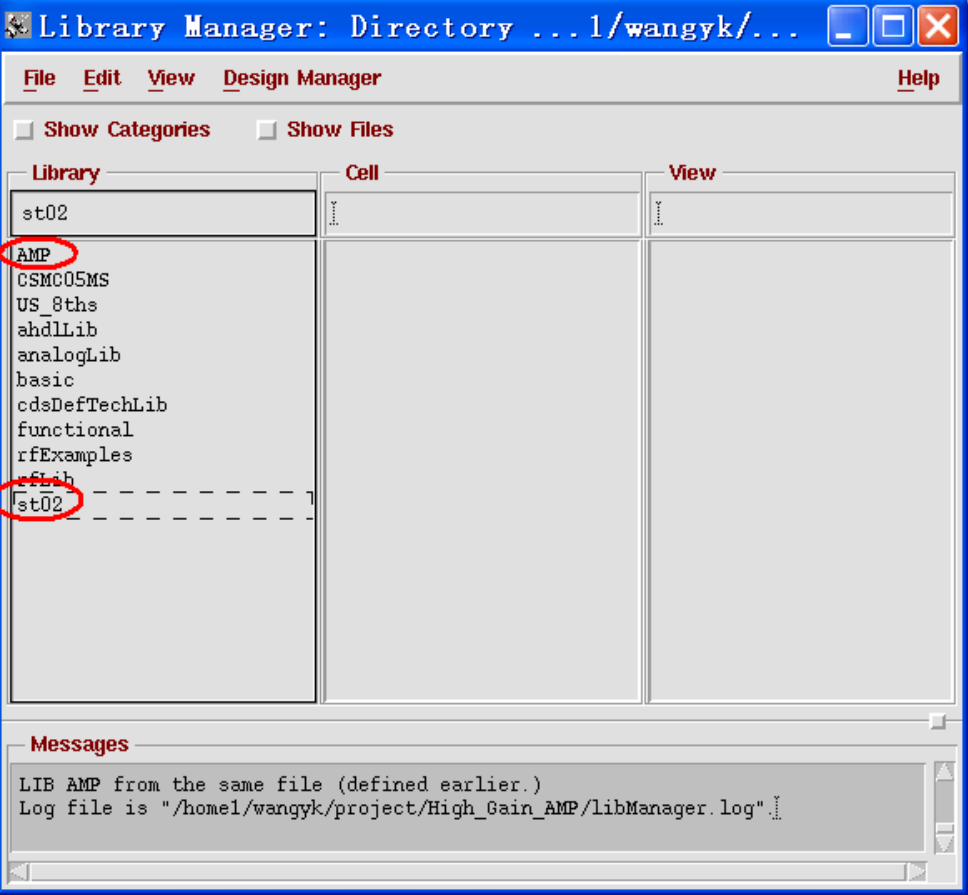 Library Manager: Directory ...1/wangyk/...
File Edit View Design Manager Help
Show Categories Show Files
Library Cell View
st02
AMP
CSMC05MS
US_8ths
ahdlLib
analogLib
basic
cdsDefTechLib
functional
rfExamples
rfLib
st02
Messages
LIB AMP from the same file (defined earlier.)
Log file is "/home1/wangyk/project/High_Gain_AMP/libManager.log".